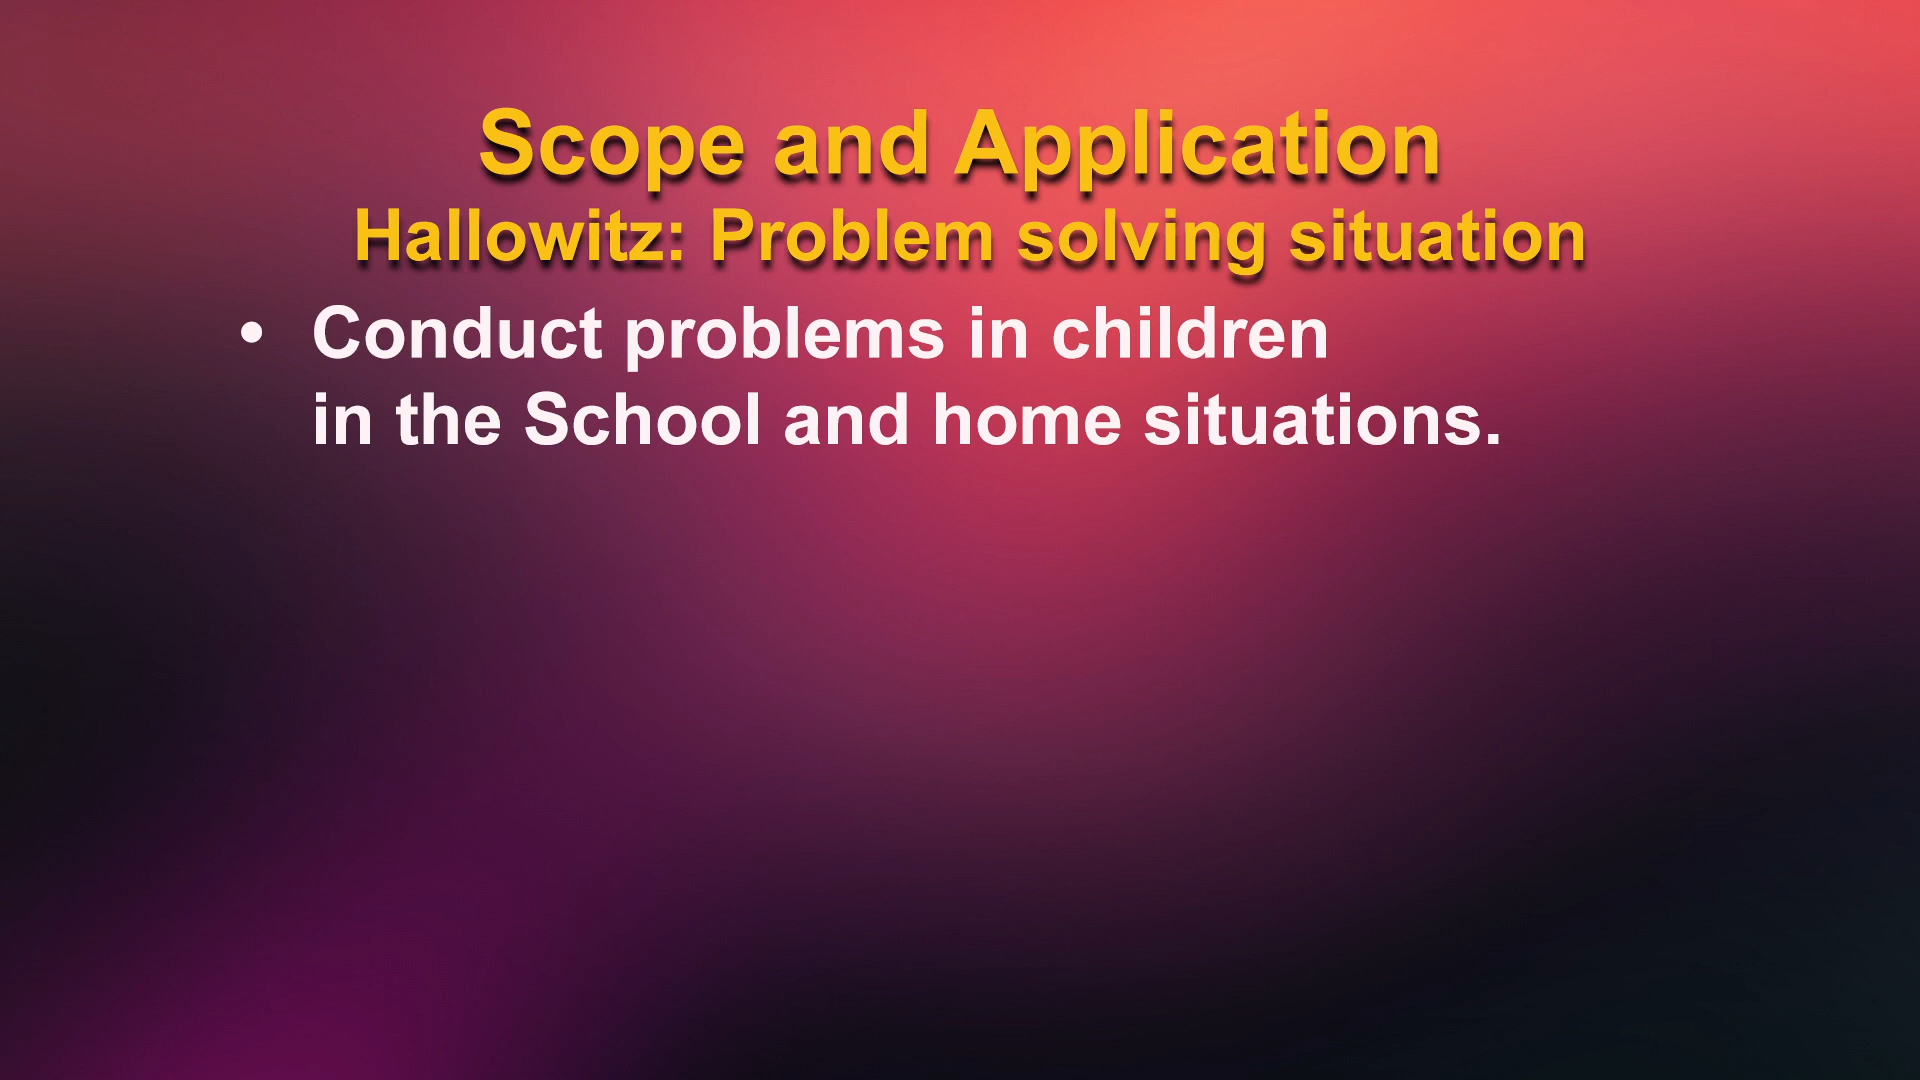 Scope and Application
Hallowitz: Problem solving situation
• Conduct problems in children
in the School and home situations.